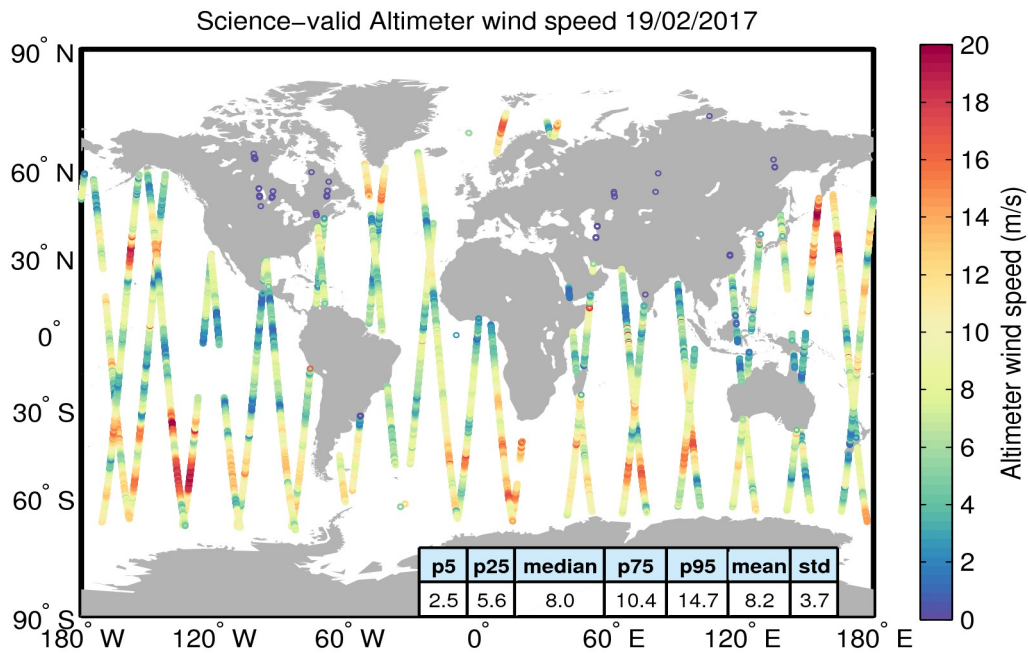 Science−valid Altimeter wind speed 19/02/2017
90° N
60° N
30° N
0°
30° S
60° S
90° S
180° W
120° W
60° W
0°
60° E
120° E
180° E
p5 p25 median p75 p95 mean std
2.5 5.6 8.0 10.4 14.7 8.2 3.7
20
18
16
14
12
10
8
6
4
2
0
Altimeter wind speed (m/s)